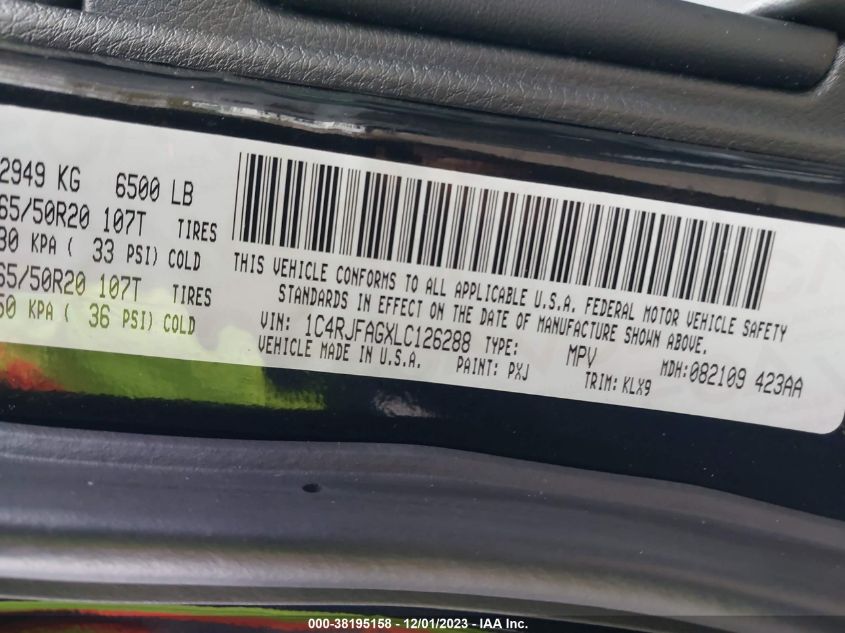 2949 KG 6500 LB
65/50R20 107T TIRES
30 KPA ( 33 PSI) COLD
65/50R20 107T TIRES
50 KPA ( 36 PSI) COLD
THIS VEHICLE CONFORMS TO ALL APPLICABLE U.S.A. FEDERAL MOTOR VEHICLE SAFETY
STANDARDS IN EFFECT ON THE DATE OF MANUFACTURE SHOWN ABOVE.
VIN: 1C4RJFAGXLC126288 TYPE: MPV MDH:082109 423AA
VEHICLE MADE IN U.S.A. PAINT: PXJ TRIM: KLX9
000-38195158 - 12/01/2023 - IAA Inc.